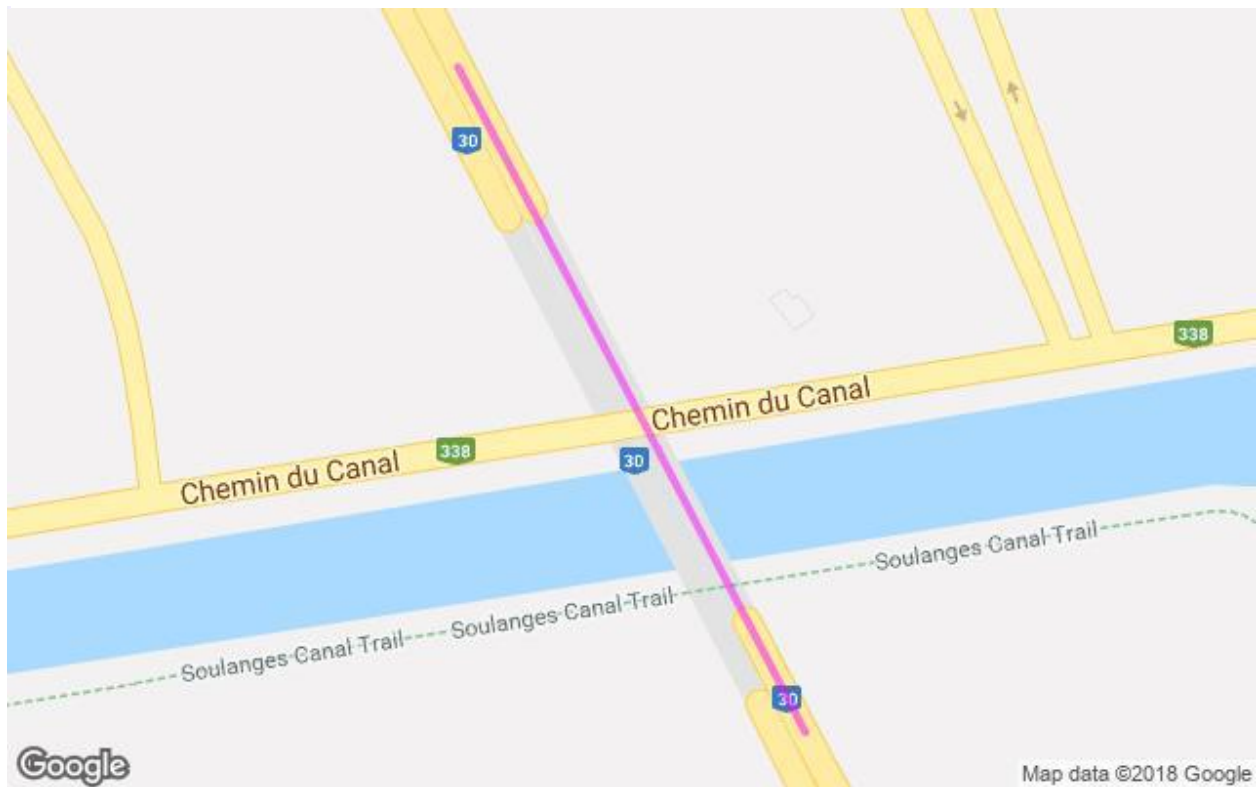 30
338
Chemin du Canal
338
Chemin du Canal
30
Soulanges Canal Trail
Soulanges Canal Trail
Soulanges Canal Trail
30
Google
Map data ©2018 Google